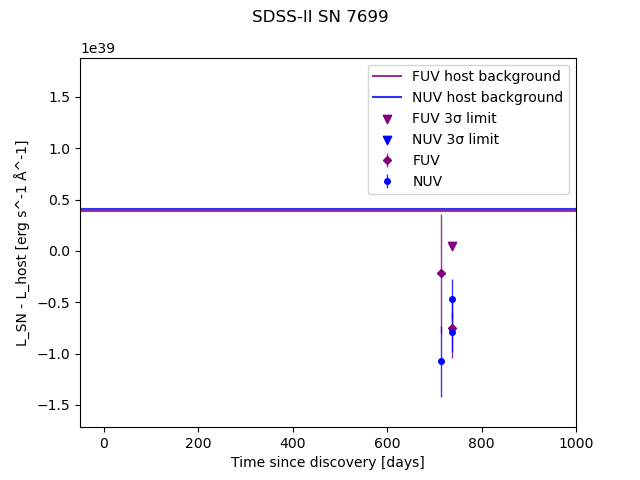 SDSS-II SN 7699
1e39
FUV host background
NUV host background
FUV 3σ limit
NUV 3σ limit
FUV
NUV
1.5
1.0
0.5
0.0
−0.5
−1.0
−1.5
L_SN - L_host [erg s^-1 Å^-1]
0 200 400 600 800 1000
Time since discovery [days]